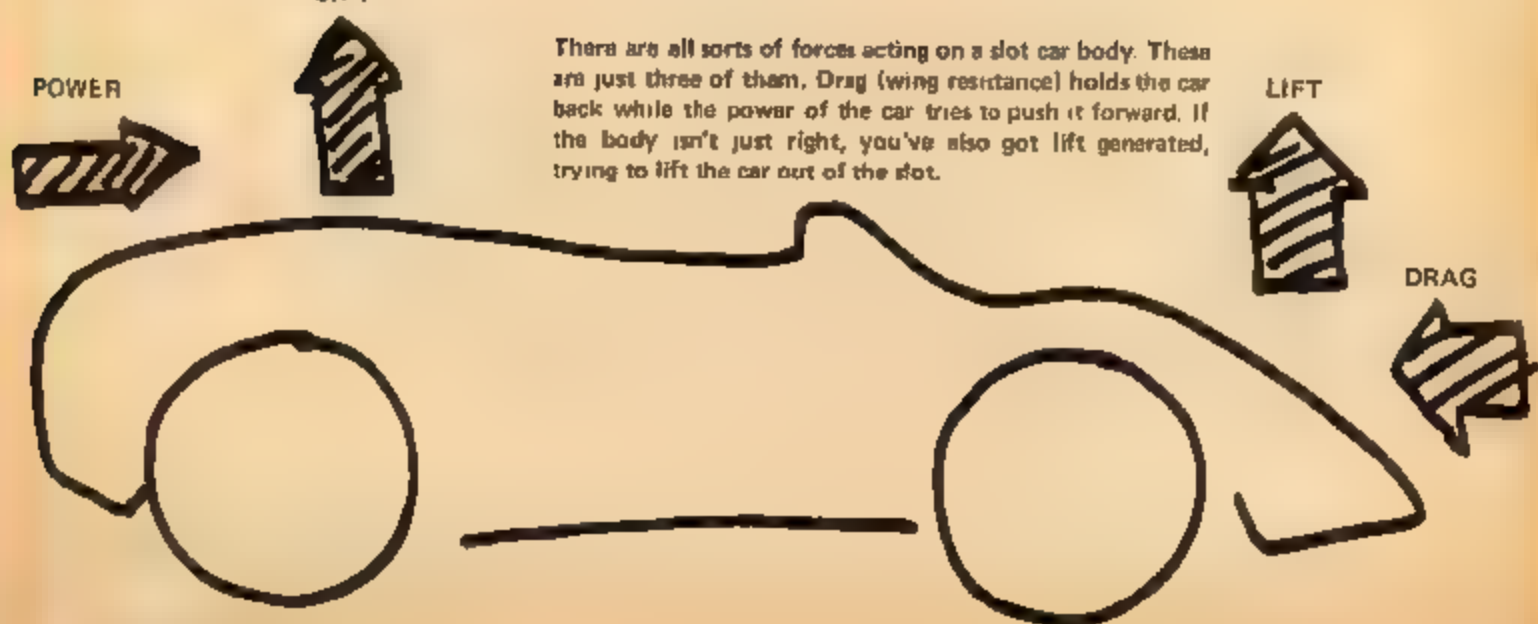 POWER
There are all sorts of forces acting on a slot car body. These
are just three of them. Drag (wing resistance) holds the car
back while the power of the car tries to push it forward. If
the body isn't just right, you've also got lift generated,
trying to lift the car out of the slot.
LIFT
DRAG